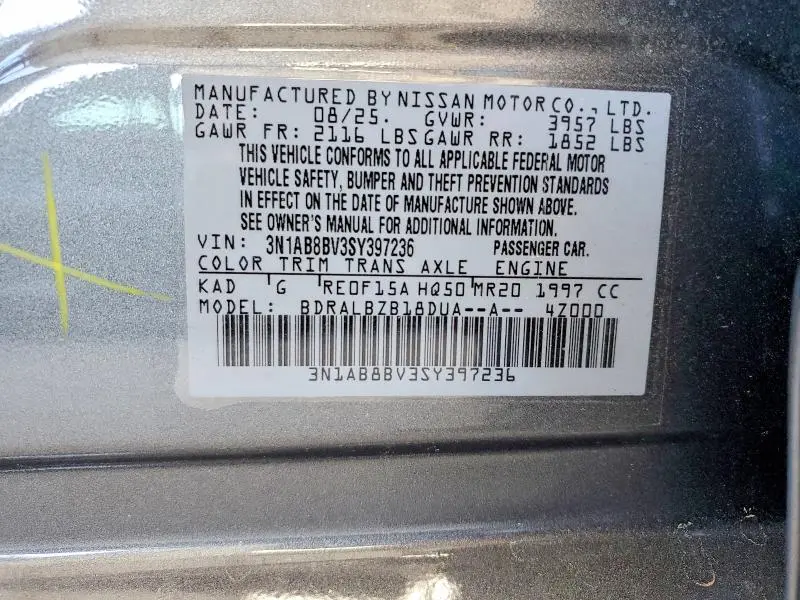 MANUFACTURED BY NISSAN MOTOR CO., LTD.
DATE: 08/25. GVWR: 3957 LBS
GAWR FR: 2116 LBS GAWR RR: 1852 LBS
THIS VEHICLE CONFORMS TO ALL APPLICABLE FEDERAL MOTOR
VEHICLE SAFETY, BUMPER AND THEFT PREVENTION STANDARDS
IN EFFECT ON THE DATE OF MANUFACTURE SHOWN ABOVE.
SEE OWNER'S MANUAL FOR ADDITIONAL INFORMATION.
VIN: 3N1AB8BV3SY397236 PASSENGER CAR.
COLOR TRIM TRANS AXLE ENGINE
KAD G RE0F15A HQ50 MR20 1997 CC
MODEL: BDRALBZB18DUA--A-- 4Z000
3N1AB8BV3SY397236